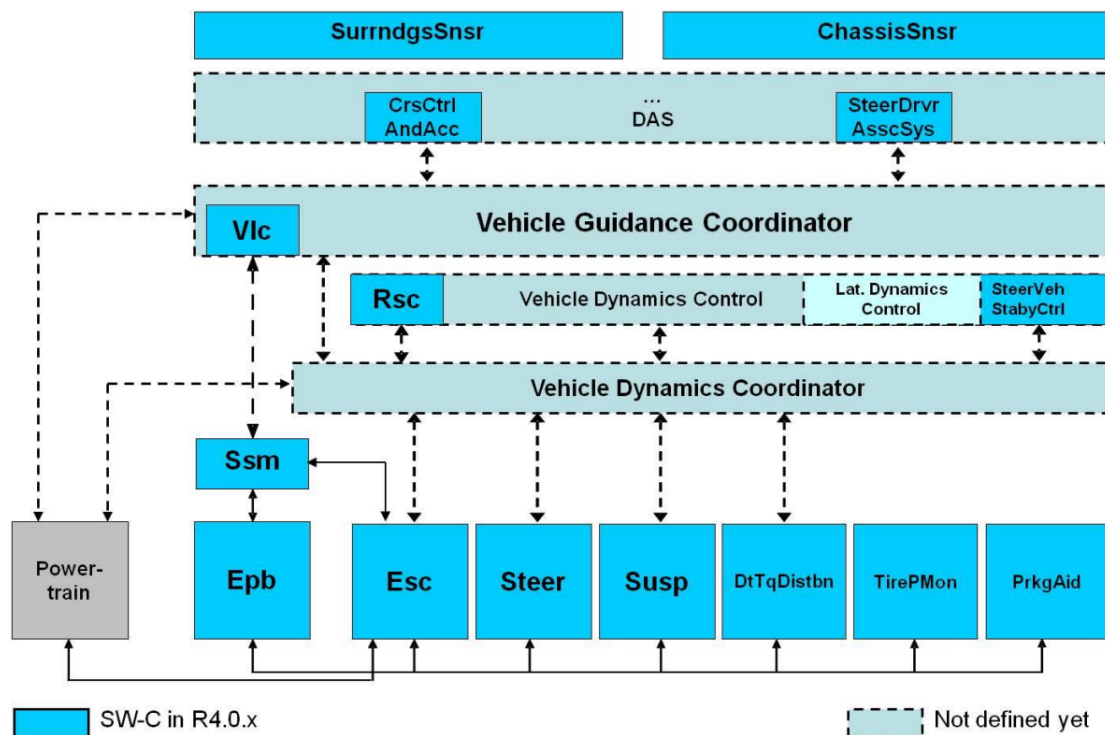 SurrndgsSnsr
ChassisSnsr
CrsCtrl
AndAcc
...
DAS
SteerDrvr
AsscSys
Vehicle Guidance Coordinator
Vlc
Rsc
Vehicle Dynamics Control
Lat. Dynamics
Control
SteerVeh
StabyCtrl
Vehicle Dynamics Coordinator
Ssm
Power-
train
Epb
Esc
Steer
Susp
DtTqDistbn
TirePMon
PrkgAid
SW-C in R4.0.x
Not defined yet